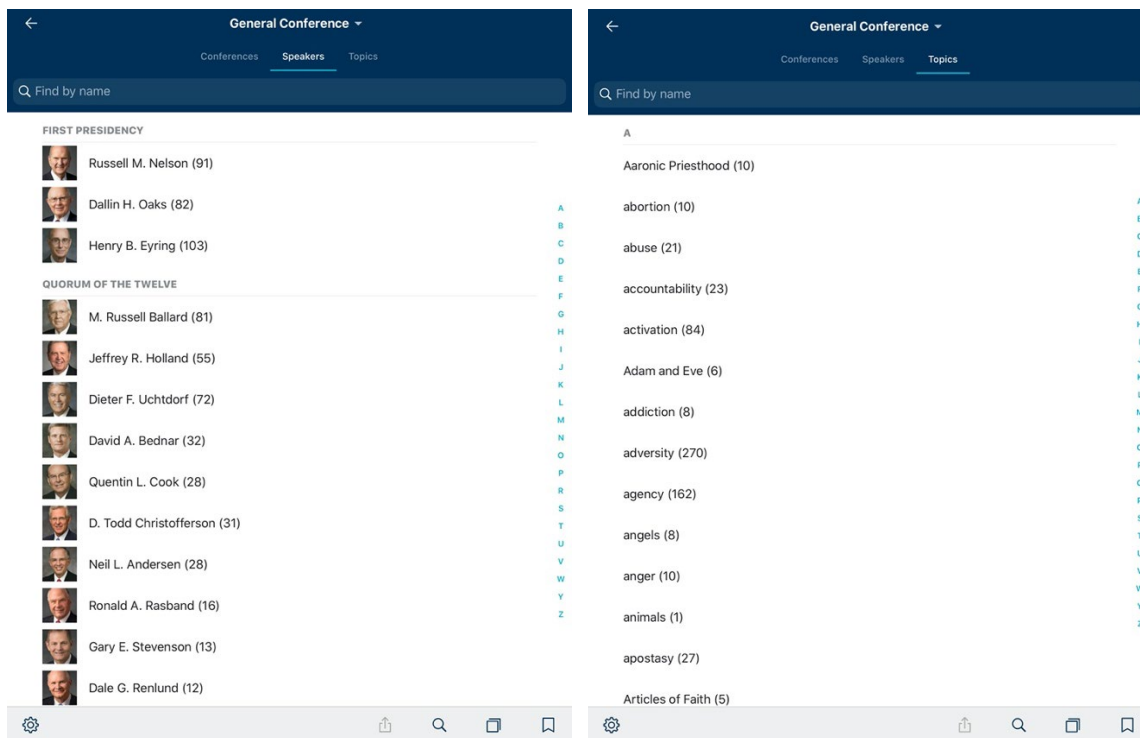 General Conference
Conferences Speakers Topics
Find by name
FIRST PRESIDENCY
Russell M. Nelson (91)
Dallin H. Oaks (82)
Henry B. Eyring (103)
QUORUM OF THE TWELVE
M. Russell Ballard (81)
Jeffrey R. Holland (55)
Dieter F. Uchtdorf (72)
David A. Bednar (32)
Quentin L. Cook (28)
D. Todd Christofferson (31)
Neil L. Andersen (28)
Ronald A. Rasband (16)
Gary E. Stevenson (13)
Dale G. Renlund (12)
A
B
C
D
E
F
G
H
I
J
K
L
M
N
O
P
R
S
T
U
V
W
Y
Z
General Conference
Conferences Speakers Topics
Find by name
A
Aaronic Priesthood (10)
abortion (10)
abuse (21)
accountability (23)
activation (84)
Adam and Eve (6)
addiction (8)
adversity (270)
agency (162)
angels (8)
anger (10)
animals (1)
apostasy (27)
Articles of Faith (5)